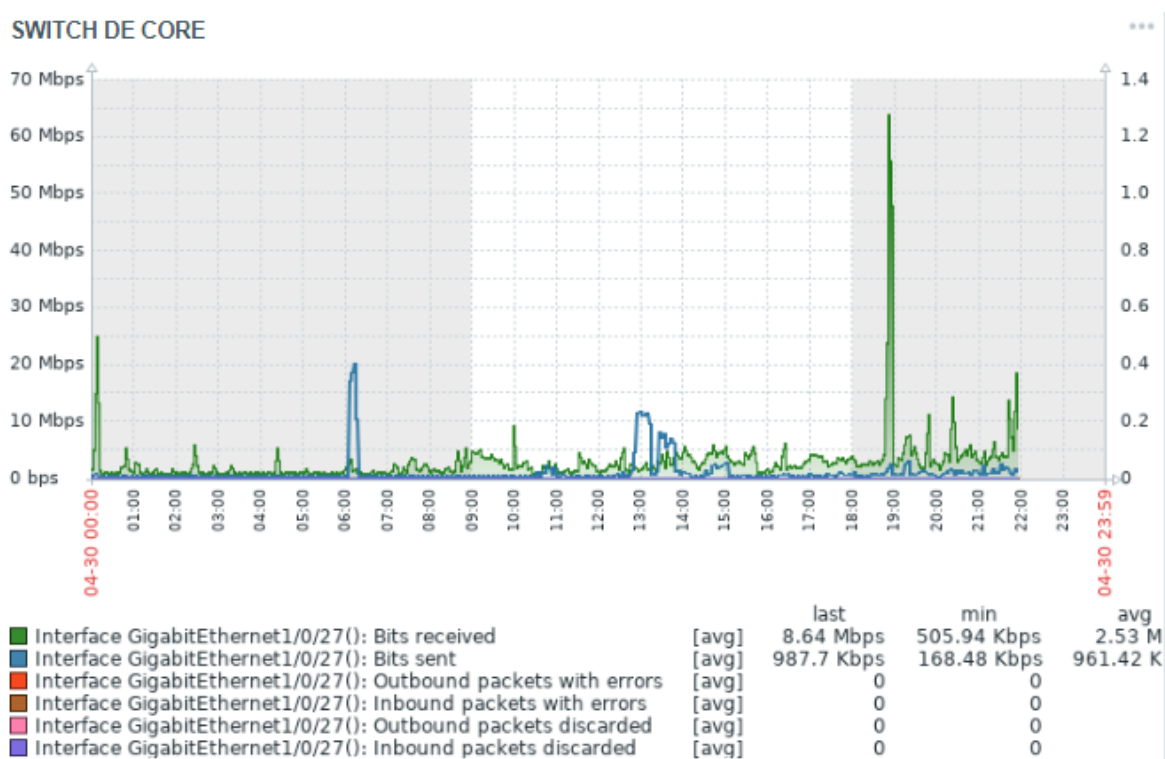 SWITCH DE CORE
70 Mbps 1.4
60 Mbps 1.2
50 Mbps 1.0
40 Mbps 0.8
30 Mbps 0.6
20 Mbps 0.4
10 Mbps 0.2
0 bps 0
04-30 00:00 01:00 02:00 03:00 04:00 05:00 06:00 07:00 08:00 09:00 10:00 11:00 12:00 13:00 14:00 15:00 16:00 17:00 18:00 19:00 20:00 21:00 22:00 23:00 04-30 23:59
last min avg
Interface GigabitEthernet1/0/27(): Bits received [avg] 8.64 Mbps 505.94 Kbps 2.53 M
Interface GigabitEthernet1/0/27(): Bits sent [avg] 987.7 Kbps 168.48 Kbps 961.42 K
Interface GigabitEthernet1/0/27(): Outbound packets with errors [avg] 0 0
Interface GigabitEthernet1/0/27(): Inbound packets with errors [avg] 0 0
Interface GigabitEthernet1/0/27(): Outbound packets discarded [avg] 0 0
Interface GigabitEthernet1/0/27(): Inbound packets discarded [avg] 0 0